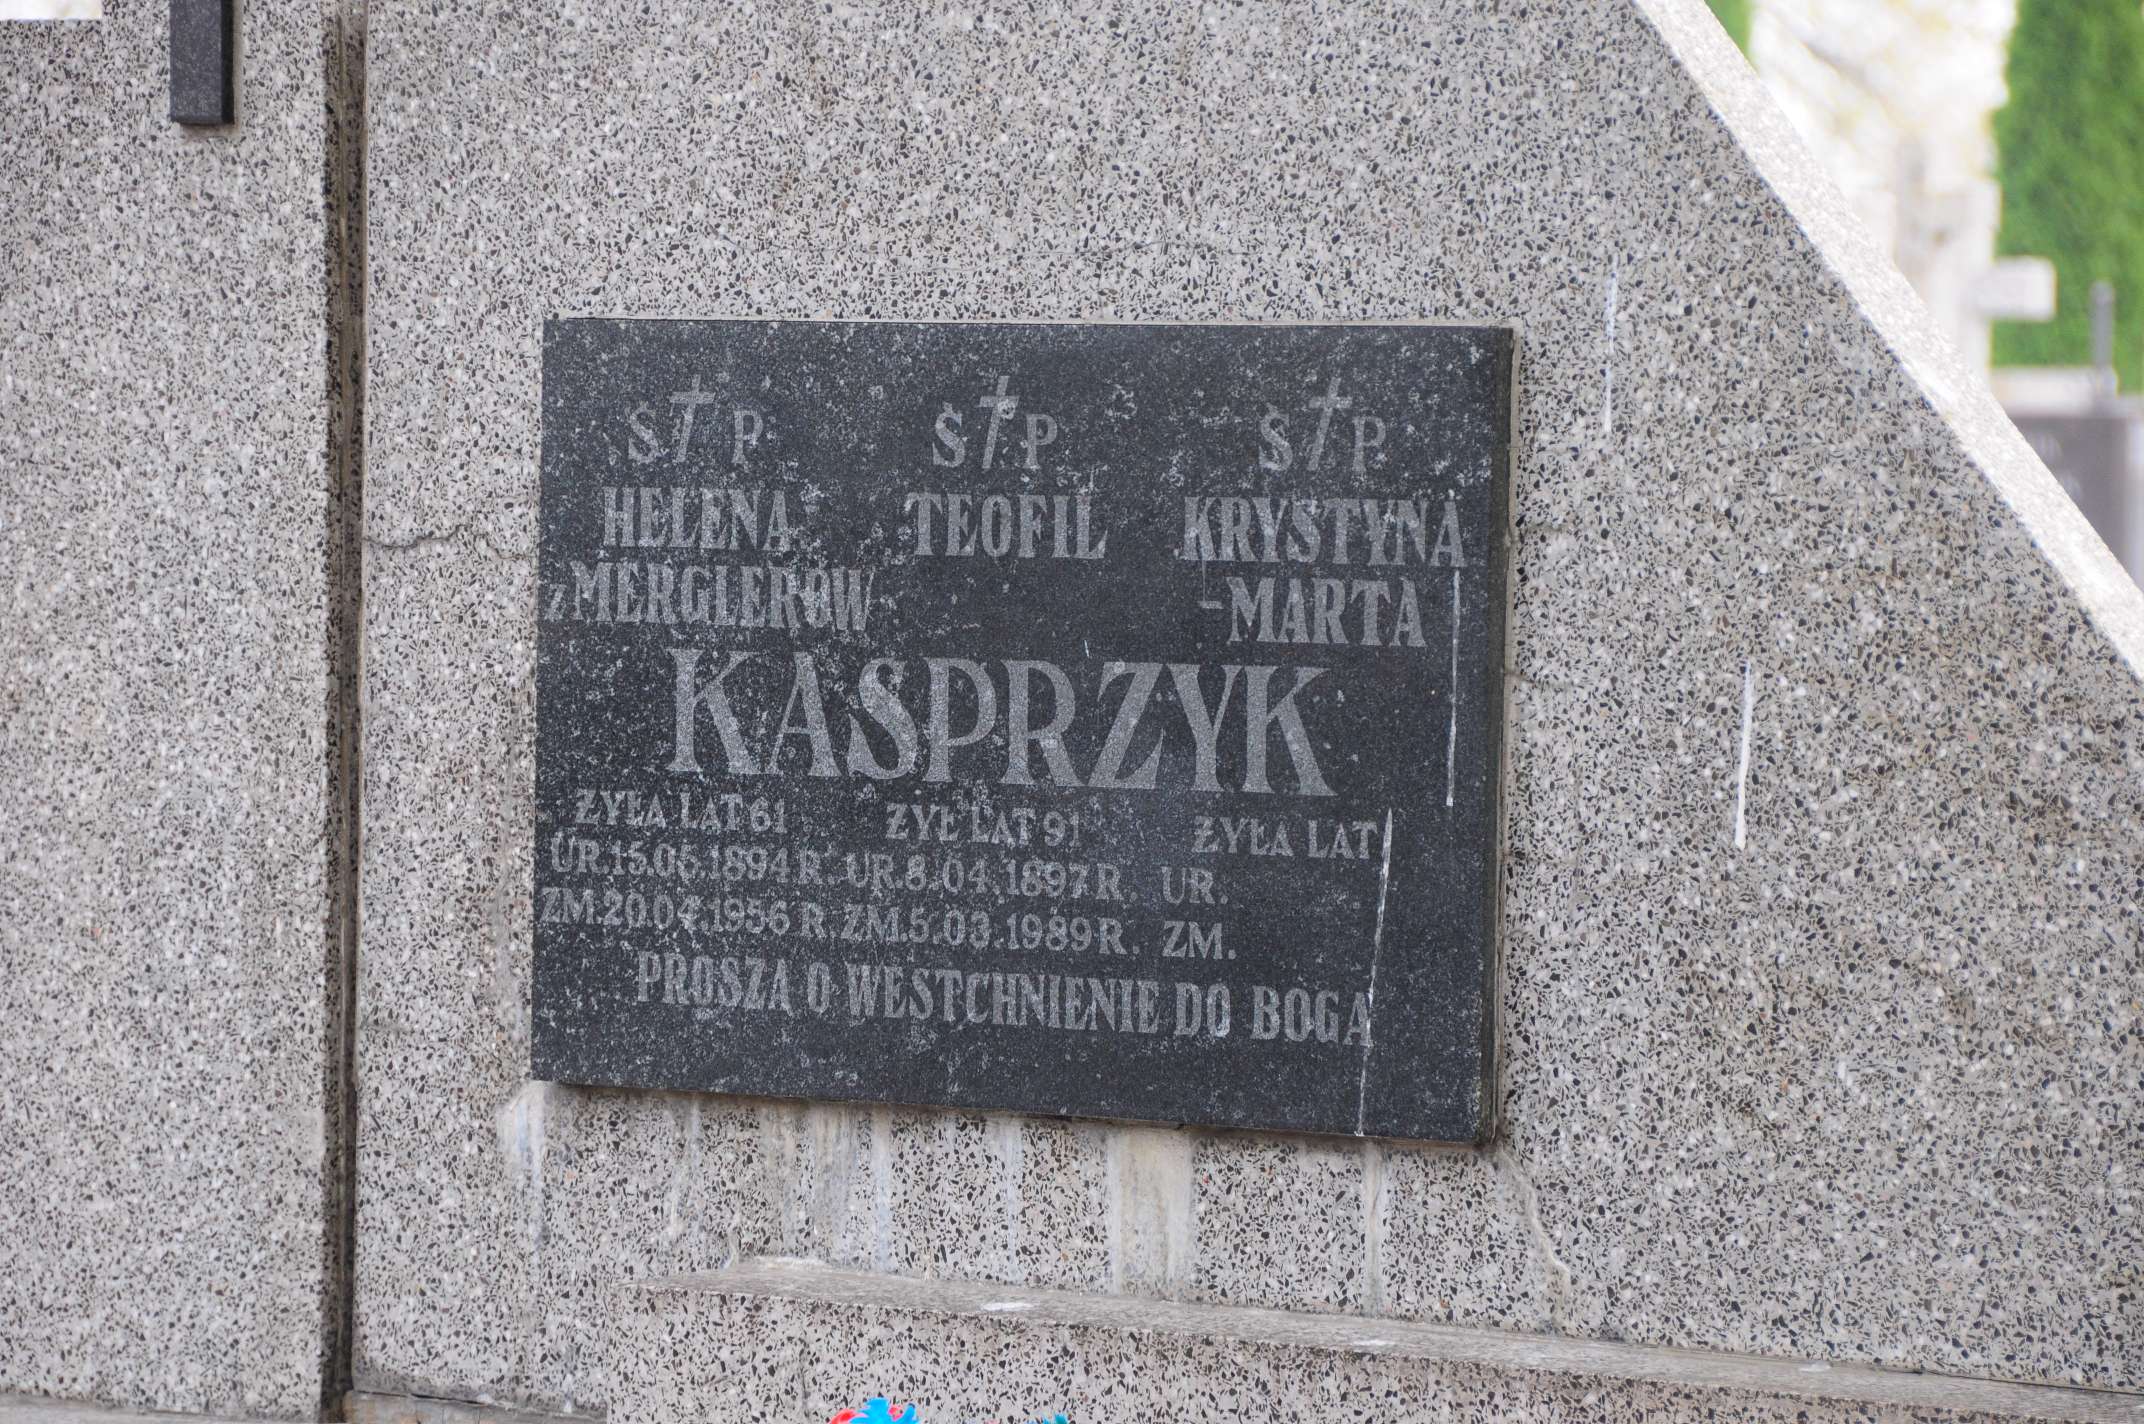 Ś P Ś P Ś P
HELENA TEOFIL KRYSTYNA
z MERGLERÓW -MARTA
KASPRZYK
ŻYŁA LAT 61 ŻYŁ LAT 91 ŻYŁA LAT
UR.15.05.1894 R. UR.8.04.1897 R. UR.
ZM.20.04.1956 R. ZM.5.03.1989 R. ZM.
PROSZĄ O WESTCHNIENIE DO BOGA